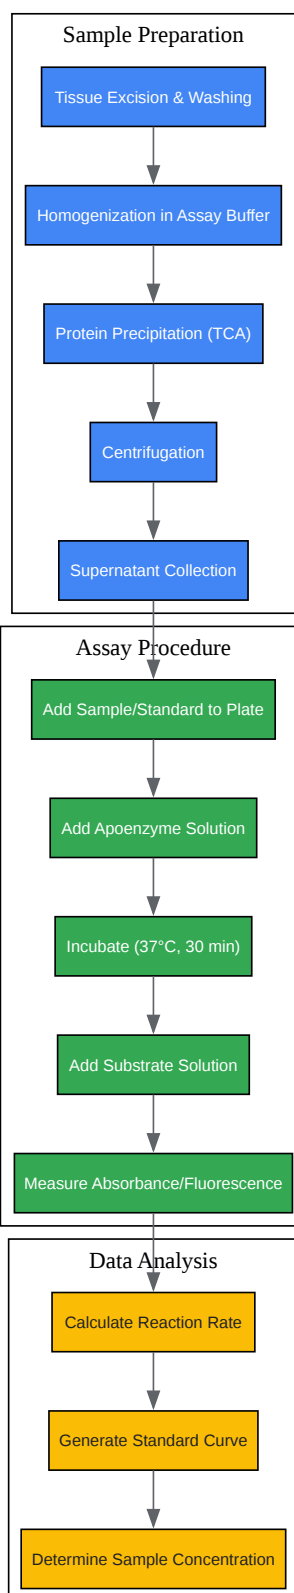 Sample Preparation
Tissue Excision & Washing
Homogenization in Assay Buffer
Protein Precipitation (TCA)
Centrifugation
Supernatant Collection
Assay Procedure
Add Sample/Standard to Plate
Add Apoenzyme Solution
Incubate (37°C, 30 min)
Add Substrate Solution
Measure Absorbance/Fluorescence
Data Analysis
Calculate Reaction Rate
Generate Standard Curve
Determine Sample Concentration